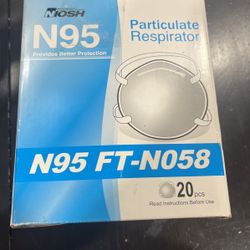 NIOSH
N95
Provides Better Protection
Particulate
Respirator
N95 FT-N058
20 pcs
Read Instructions Before Use